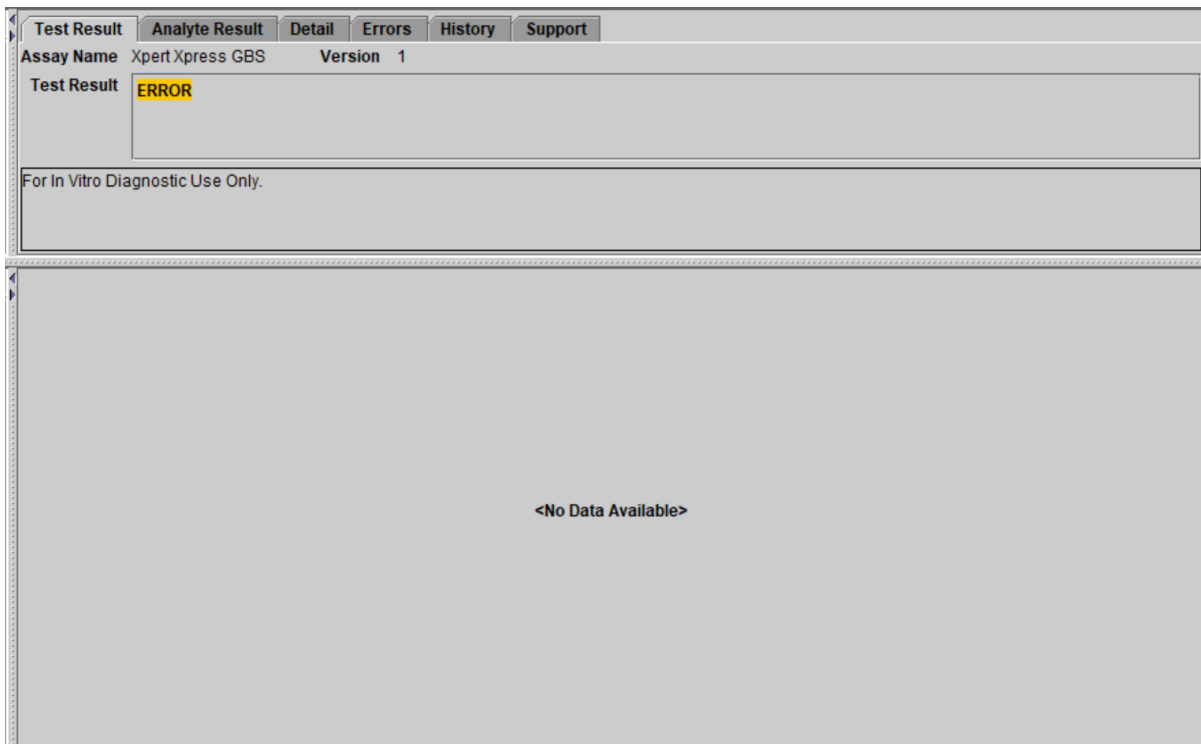 Test Result Analyte Result Detail Errors History Support
Assay Name Xpert Xpress GBS Version 1
Test Result ERROR
For In Vitro Diagnostic Use Only.
<No Data Available>